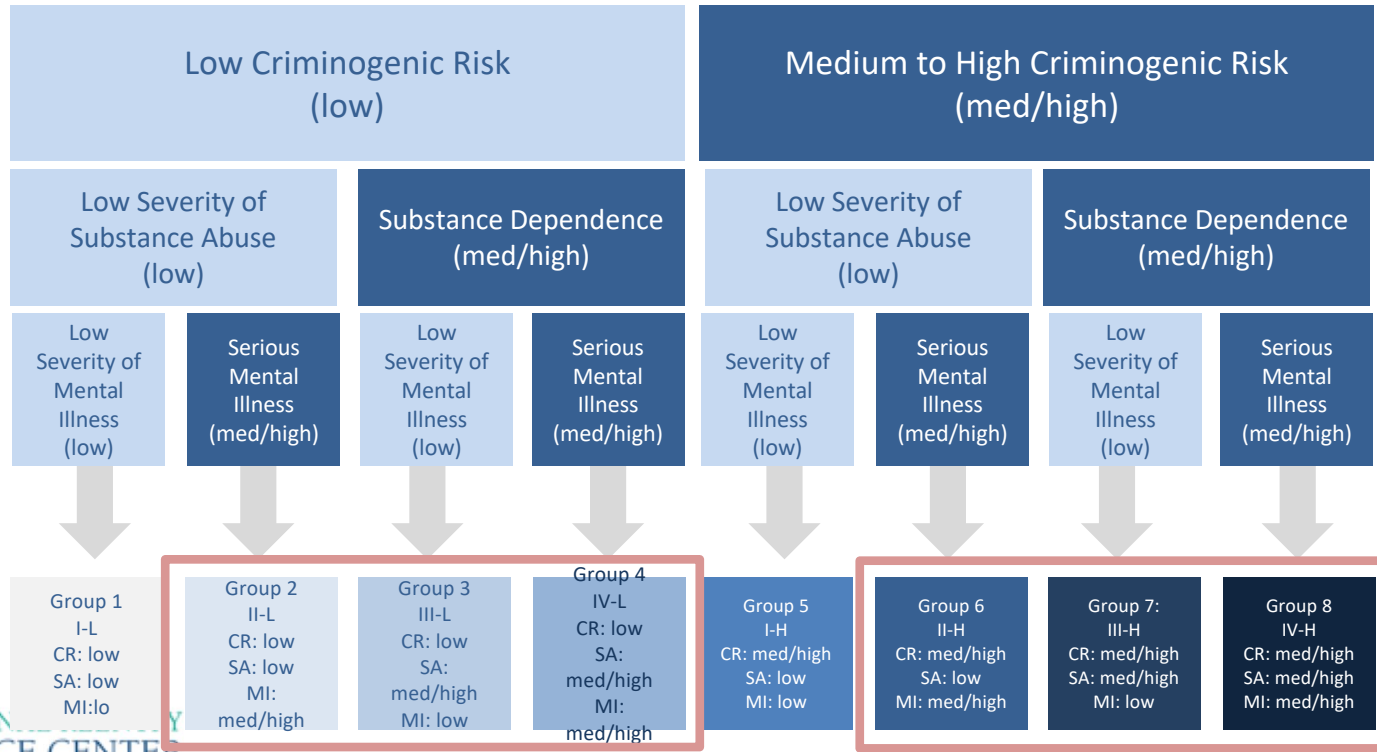 Low Criminogenic Risk
(low)
Medium to High Criminogenic Risk
(med/high)
Low Severity of
Substance Abuse
(low)
Substance Dependence
(med/high)
Low Severity of
Substance Abuse
(low)
Substance Dependence
(med/high)
Low
Severity of
Mental
Illness
(low)
Serious
Mental
Illness
(med/high)
Low
Severity of
Mental
Illness
(low)
Serious
Mental
Illness
(med/high)
Low
Severity of
Mental
Illness
(low)
Serious
Mental
Illness
(med/high)
Low
Severity of
Mental
Illness
(low)
Serious
Mental
Illness
(med/high)
Group 1
I-L
CR: low
SA: low
MI:lo
Group 2
II-L
CR: low
SA: low
MI:
med/high
Group 3
III-L
CR: low
SA:
med/high
MI: low
Group 4
IV-L
CR: low
SA:
med/high
MI:
med/high
Group 5
I-H
CR: med/high
SA: low
MI: low
Group 6
II-H
CR: med/high
SA: low
MI: med/high
Group 7:
III-H
CR: med/high
SA: med/high
MI: low
Group 8
IV-H
CR: med/high
SA: med/high
MI: med/high
CENTER